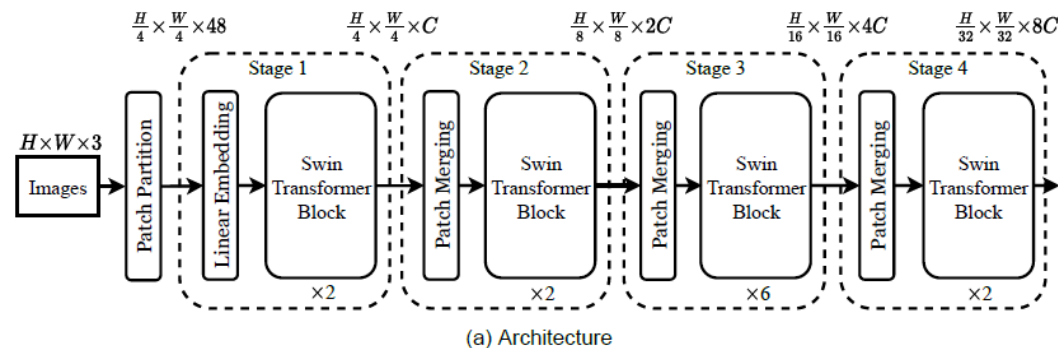 H/4 × W/4 × 48
H/4 × W/4 × C
H/8 × W/8 × 2C
H/16 × W/16 × 4C
H/32 × W/32 × 8C
Stage 1
Stage 2
Stage 3
Stage 4
H×W×3
Images
Patch Partition
Linear Embedding
Swin
Transformer
Block
×2
Patch Merging
Swin
Transformer
Block
×2
Patch Merging
Swin
Transformer
Block
×6
Patch Merging
Swin
Transformer
Block
×2
(a) Architecture